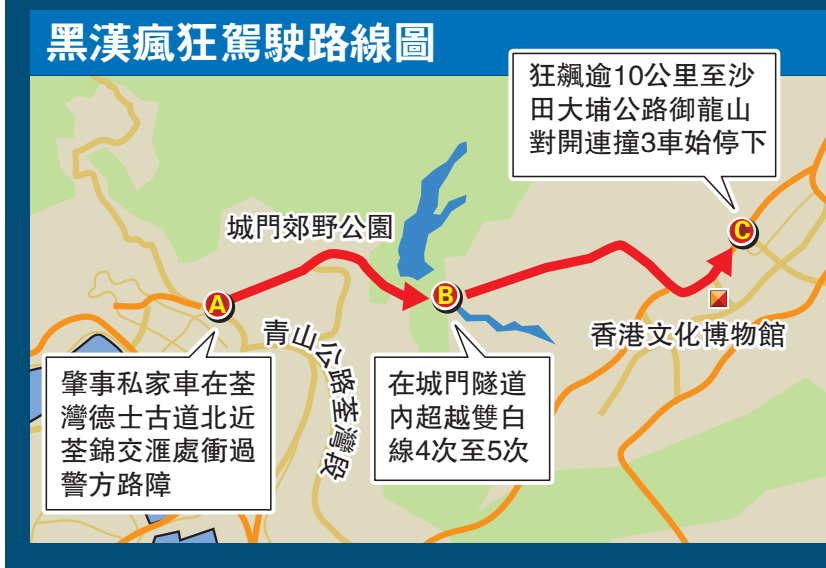 黑漢瘋狂駕駛路線圖
狂飆逾10公里至沙
田大埔公路御龍山
對開連撞3車始停下
城門郊野公園
C
A
B
青山公路荃灣段
香港文化博物館
肇事私家車在荃
灣德士古道北近
荃錦交滙處衝過
警方路障
在城門隧道
內超越雙白
線4次至5次